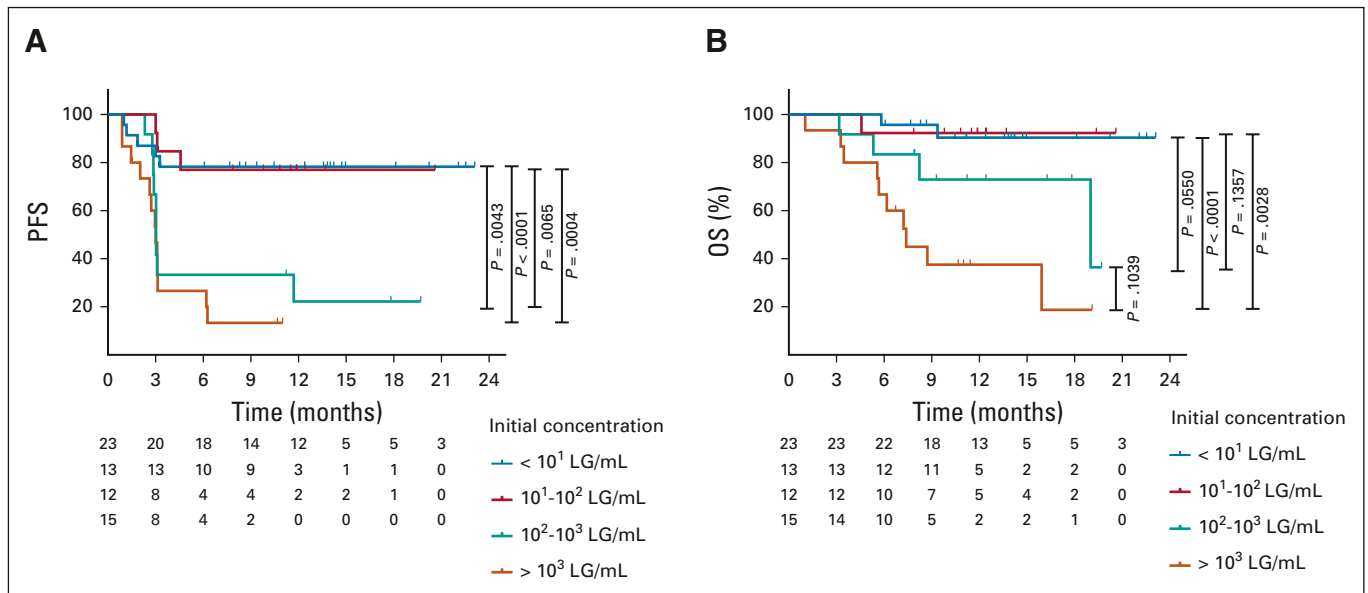 A
PFS
100
80
60
40
20
P = .0043
P < .0001
P = .0065
P = .0004
0 3 6 9 12 15 18 21 24
Time (months)
23 20 18 14 12 5 5 3
13 13 10 9 3 1 1 0
12 8 4 4 2 2 1 0
15 8 4 2 0 0 0 0
Initial concentration
< 10¹ LG/mL
10¹-10² LG/mL
10²-10³ LG/mL
> 10³ LG/mL
B
OS (%)
100
80
60
40
20
P = .1039
P = .0550
P < .0001
P = .1357
P = .0028
0 3 6 9 12 15 18 21 24
Time (months)
23 23 22 18 13 5 5 3
13 13 12 11 5 2 2 0
12 12 10 7 5 4 2 0
15 14 10 5 2 2 1 0
Initial concentration
< 10¹ LG/mL
10¹-10² LG/mL
10²-10³ LG/mL
> 10³ LG/mL